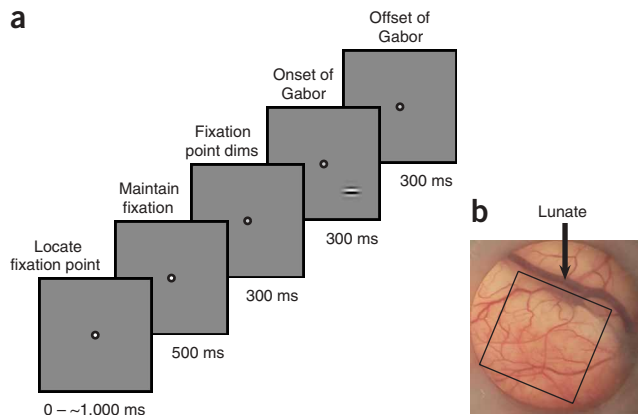 a
Offset of
Gabor
Onset of
Gabor
Fixation
point dims
Maintain
fixation
Locate
fixation point
300 ms
300 ms
300 ms
500 ms
0 – ~1,000 ms
b
Lunate